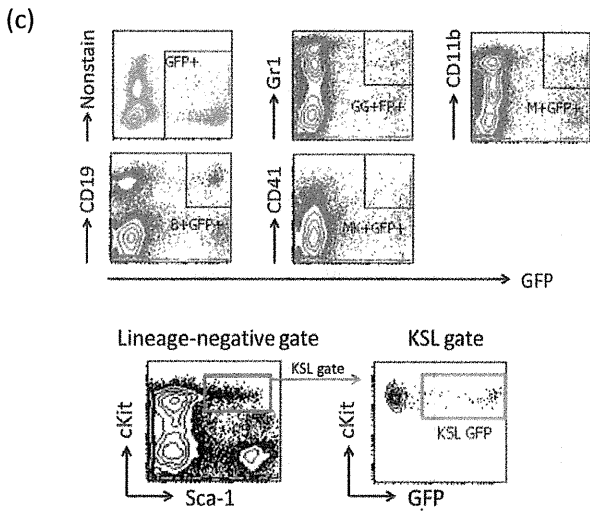 (c)
Nonstain
GFP+
Gr1
GG+FP+
CD11b
M+GFP+
CD19
B+GFP+
CD41
MK+GFP+
GFP
Lineage-negative gate
KSL gate
KSL gate
cKit
Sca-1
cKit
KSL GFP
GFP